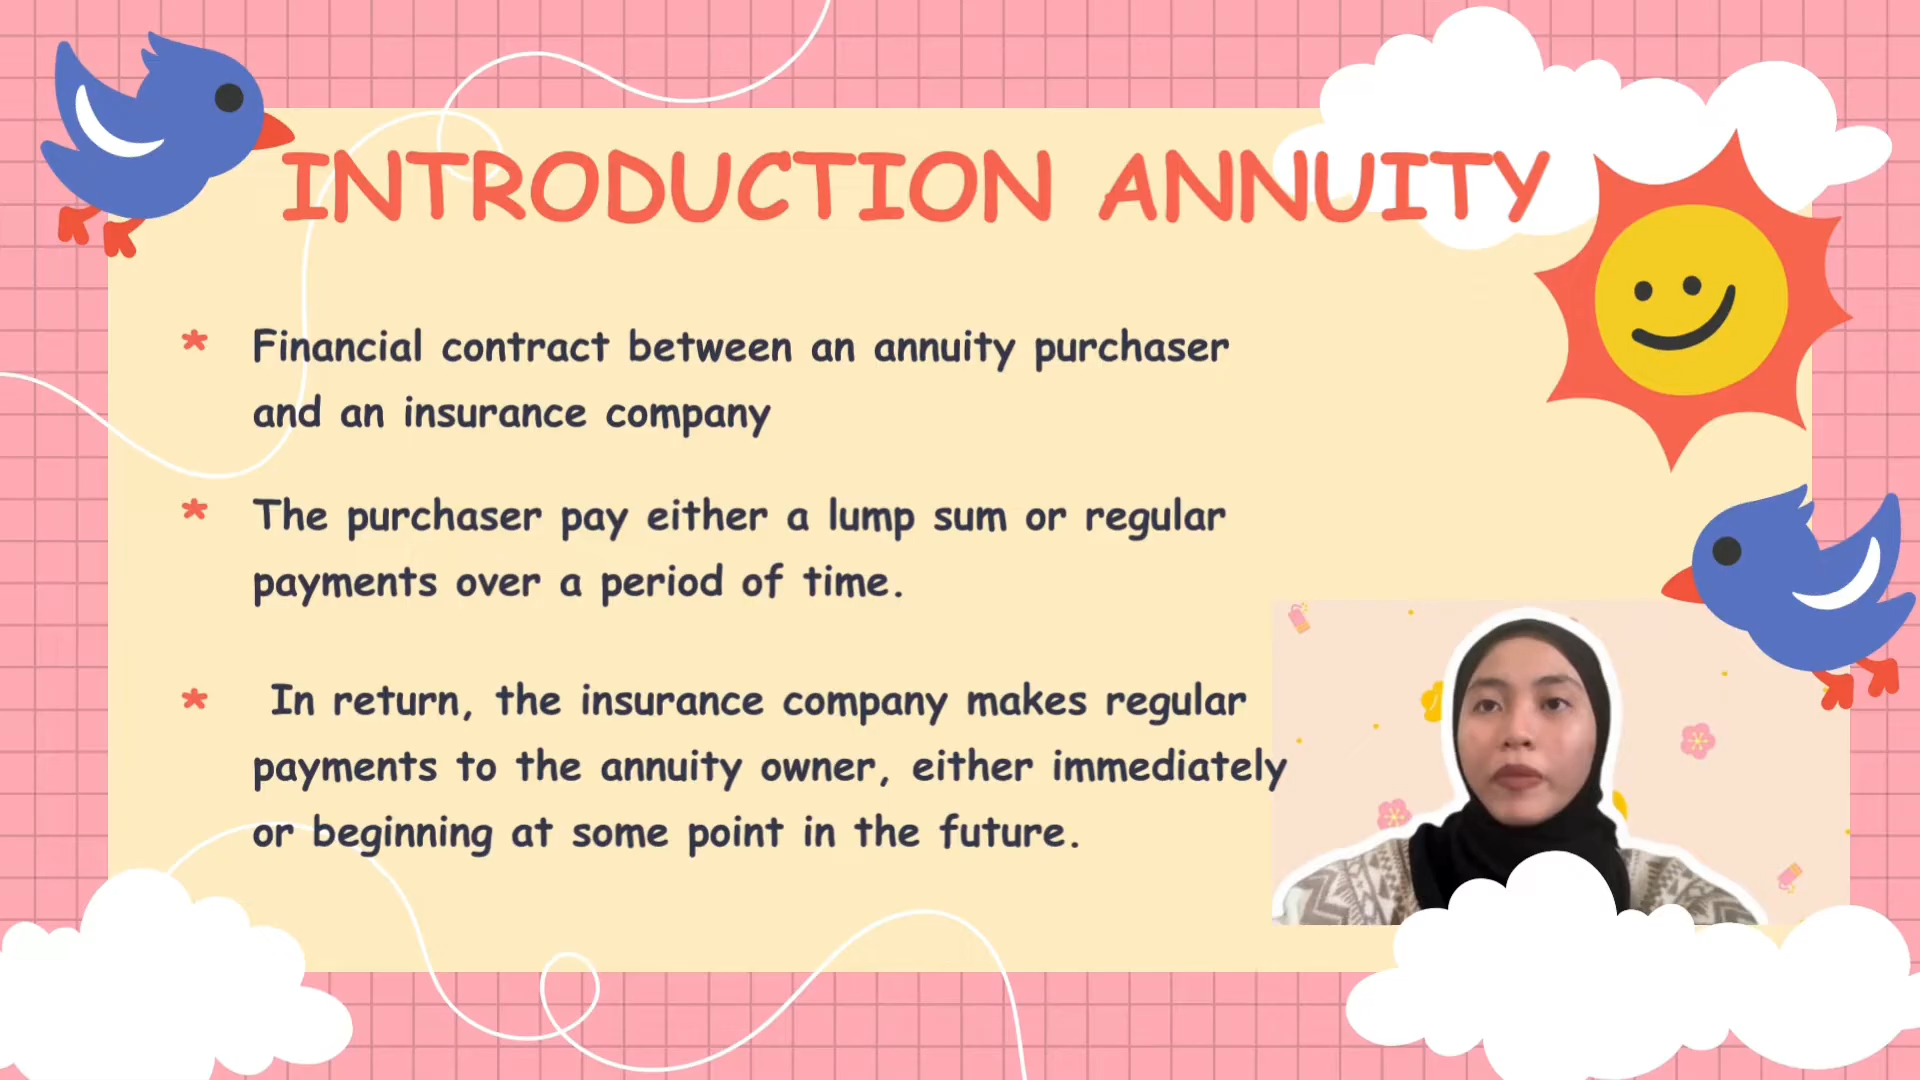 INTRODUCTION ANNUITY
* Financial contract between an annuity purchaser
and an insurance company
* The purchaser pay either a lump sum or regular
payments over a period of time.
* In return, the insurance company makes regular
payments to the annuity owner, either immediately
or beginning at some point in the future.